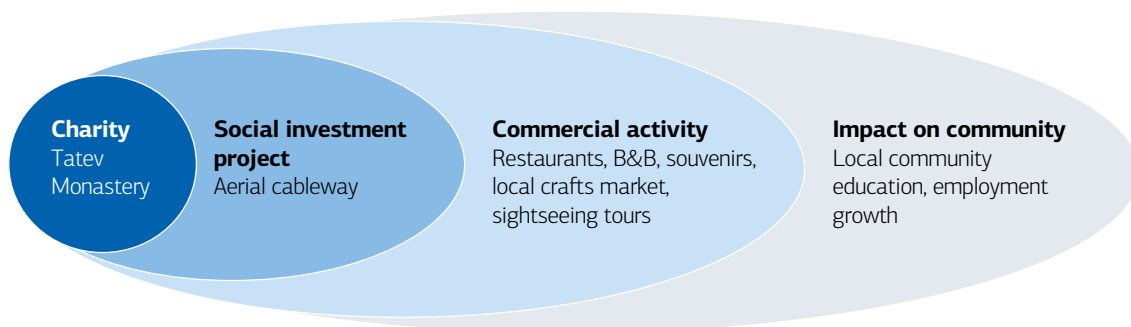 Charity
Tatev
Monastery
Social investment
project
Aerial cableway
Commercial activity
Restaurants, B&B, souvenirs,
local crafts market,
sightseeing tours
Impact on community
Local community
education, employment
growth